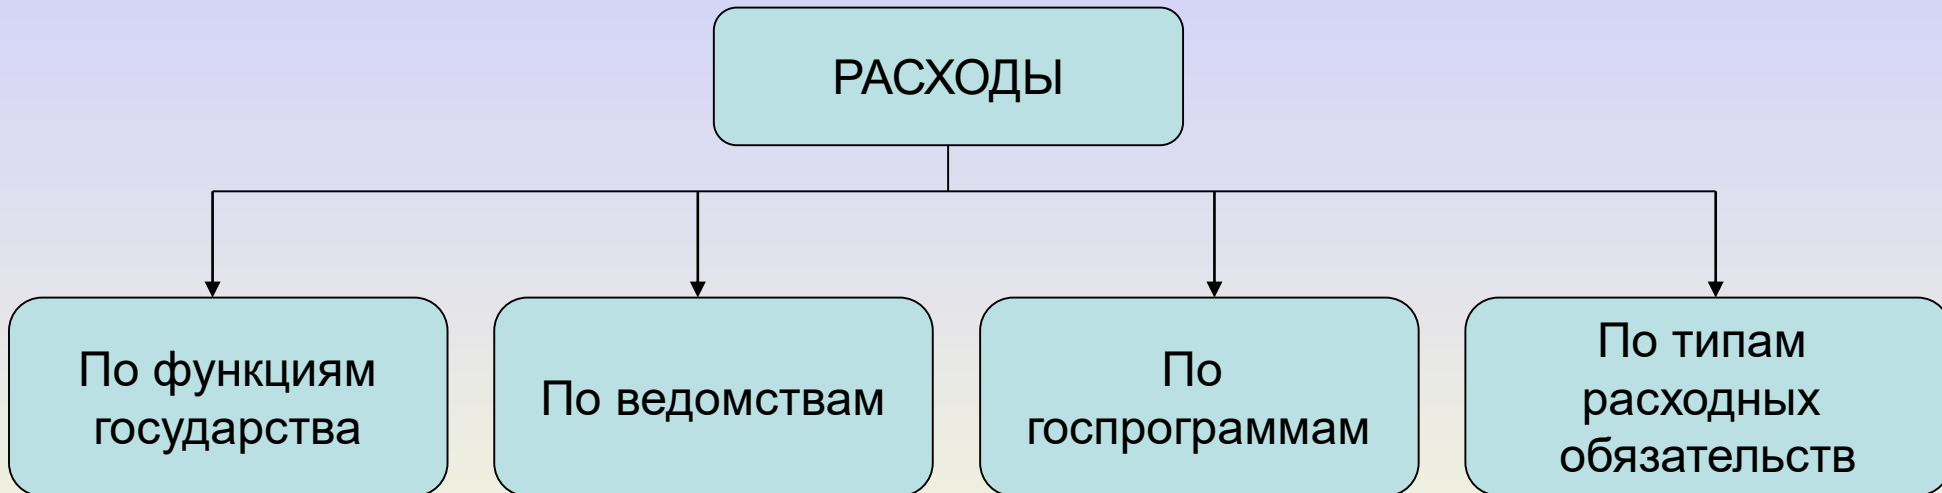 РАСХОДЫ
По функциям
государства
По ведомствам
По
госпрограммам
По типам
расходных
обязательств